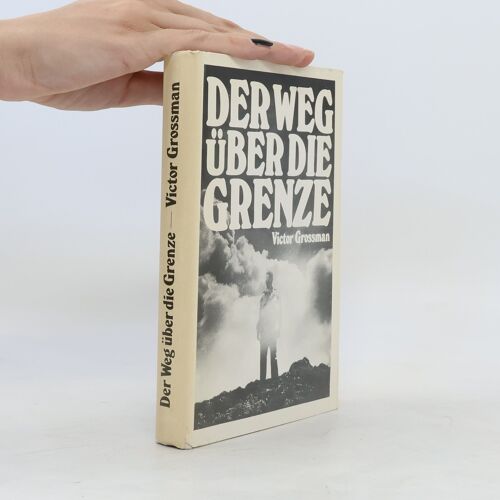 DER WEG
ÜBER DIE
GRENZE
Victor Grossman
Der Weg über die Grenze — Victor Grossman